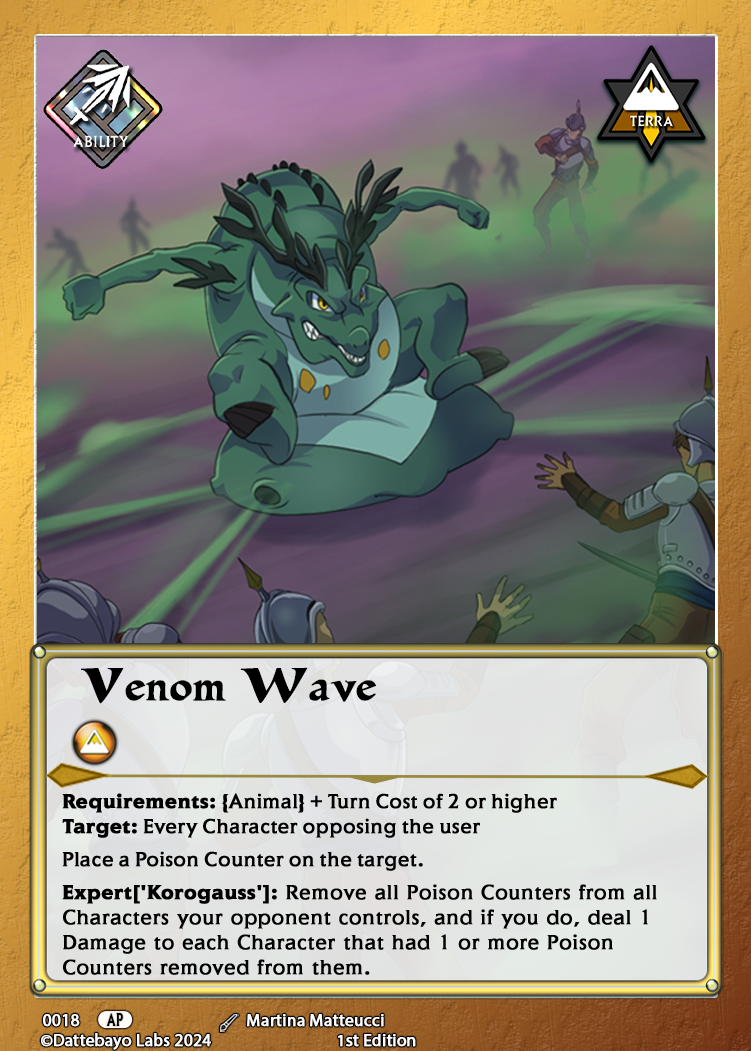 ABILITY
TERRA
Venom Wave
Requirements: {Animal} + Turn Cost of 2 or higher
Target: Every Character opposing the user
Place a Poison Counter on the target.
Expert['Korogauss']: Remove all Poison Counters from all
Characters your opponent controls, and if you do, deal 1
Damage to each Character that had 1 or more Poison
Counters removed from them.
0018 AP Martina Matteucci
©Dattebayo Labs 2024 1st Edition